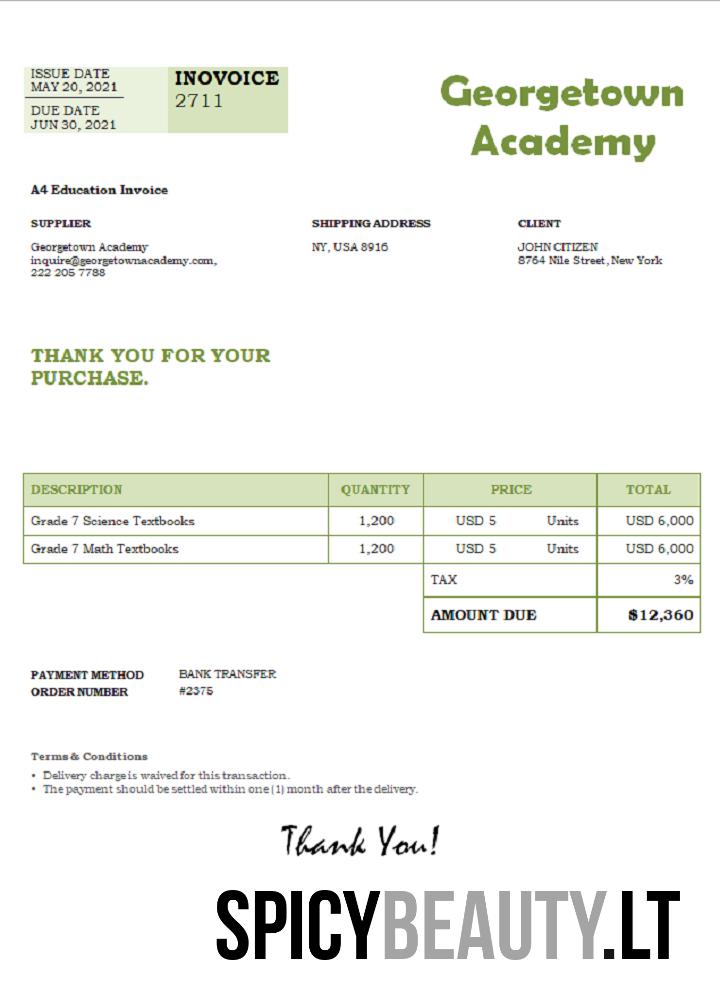 ISSUE DATE
MAY 20, 2021
DUE DATE
JUN 30, 2021
INOVOICE
2711
Georgetown
Academy
A4 Education Invoice
SUPPLIER
Georgetown Academy
inquire@georgetownacademy.com,
222 205 7788
SHIPPING ADDRESS
NY, USA 8916
CLIENT
JOHN CITIZEN
8764 Nile Street, New York
THANK YOU FOR YOUR
PURCHASE.
DESCRIPTION QUANTITY PRICE TOTAL
Grade 7 Science Textbooks 1,200 USD 5 Units USD 6,000
Grade 7 Math Textbooks 1,200 USD 5 Units USD 6,000
TAX 3%
AMOUNT DUE $12,360
PAYMENT METHOD BANK TRANSFER
ORDER NUMBER #2375
Terms & Conditions
• Delivery charge is waived for this transaction.
• The payment should be settled within one (1) month after the delivery.
Thank You!
SPICYBEAUTY.LT